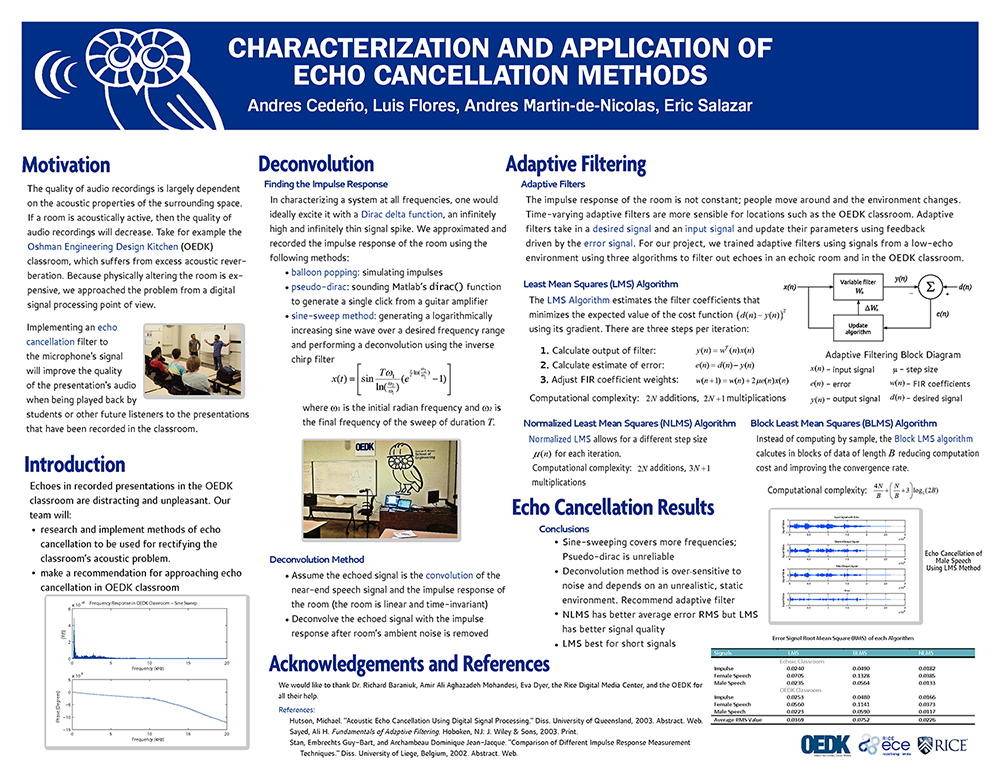 CHARACTERIZATION AND APPLICATION OF
ECHO CANCELLATION METHODS
Andres Cedeño, Luis Flores, Andres Martin-de-Nicolas, Eric Salazar
Motivation
The quality of audio recordings is largely dependent
on the acoustic properties of the surrounding space.
If a room is acoustically active, then the quality of
audio recordings will decrease. Take for example the
Oshman Engineering Design Kitchen (OEDK)
classroom, which suffers from excess acoustic rever-
beration. Because physically altering the room is ex-
pensive, we approached the problem from a digital
signal processing point of view.
Implementing an echo
cancellation filter to
the microphone's signal
will improve the quality
of the presentation's audio
when being played back by
students or other future listeners to the presentations
that have been recorded in the classroom.
Introduction
Echoes in recorded presentations in the OEDK
classroom are distracting and unpleasant. Our
team will:
• research and implement methods of echo
cancellation to be used for rectifying the
classroom's acoustic problem.
• make a recommendation for approaching echo
cancellation in OEDK classroom
Frequency Response in OEDK Classroom – Sine Sweep
|Y(f)|
Frequency (kHz)
0 5 10 15 20
Phase (Degrees)
Frequency (kHz)
0 5 10 15 20
Deconvolution
Finding the Impulse Response
In characterizing a system at all frequencies, one would
ideally excite it with a Dirac delta function, an infinitely
high and infinitely thin signal spike. We approximated and
recorded the impulse response of the room using the
following methods:
• balloon popping: simulating impulses
• pseudo-dirac: sounding Matlab's dirac() function
to generate a single click from a guitar amplifier
• sine-sweep method: generating a logarithmically
increasing sine wave over a desired frequency range
and performing a deconvolution using the inverse
chirp filter
x(t) = [sin Tω₁/ln(ω₂/ω₁) (e^(t/T·ln(ω₂/ω₁)) −1)]
where ω₁ is the initial radian frequency and ω₂ is
the final frequency of the sweep of duration T.
OEDK
Deconvolution Method
• Assume the echoed signal is the convolution of the
near-end speech signal and the impulse response of
the room (the room is linear and time-invariant)
• Deconvolve the echoed signal with the impulse
response after room's ambient noise is removed
Adaptive Filtering
Adaptive Filters
The impulse response of the room is not constant; people move around and the environment changes.
Time-varying adaptive filters are more sensible for locations such as the OEDK classroom. Adaptive
filters take in a desired signal and an input signal and update their parameters using feedback
driven by the error signal. For our project, we trained adaptive filters using signals from a low-echo
environment using three algorithms to filter out echoes in an echoic room and in the OEDK classroom.
Least Mean Squares (LMS) Algorithm
The LMS Algorithm estimates the filter coefficients that
minimizes the expected value of the cost function (d(n) − y(n))²
using its gradient. There are three steps per iteration:
1. Calculate output of filter: y(n) = wᵀ(n)x(n)
2. Calculate estimate of error: e(n) = d(n) − y(n)
3. Adjust FIR coefficient weights: w(n+1) = w(n) + 2μe(n)x(n)
Computational complexity: 2N additions, 2N+1 multiplications
x(n)
Variable filter
Wₙ
y(n)
−
Σ
+
d(n)
ΔWₙ
e(n)
Update
algorithm
Adaptive Filtering Block Diagram
x(n) – input signal μ – step size
e(n) – error w(n) – FIR coefficients
y(n) – output signal d(n) – desired signal
Normalized Least Mean Squares (NLMS) Algorithm
Normalized LMS allows for a different step size
μ(n) for each iteration.
Computational complexity: 2N additions, 3N+1
multiplications
Block Least Mean Squares (BLMS) Algorithm
Instead of computing by sample, the Block LMS algorithm
calcutes in blocks of data of length B reducing computation
cost and improving the convergence rate.
Computational complexity: 4N/B + (N/B + 3) log₂(2B)
Echo Cancellation Results
Conclusions
• Sine-sweeping covers more frequencies;
Psuedo-dirac is unreliable
• Deconvolution method is over-sensitive to
noise and depends on an unrealistic, static
environment. Recommend adaptive filter
• NLMS has better average error RMS but LMS
has better signal quality
• LMS best for short signals
Echo Cancellation of
Male Speech
Using LMS Method
Error Signal Root Mean Square (RMS) of each Algorithm
Signals LMS BLMS NLMS
Echoic Classroom
Impulse 0.0240 0.0490 0.0182
Female Speech 0.0705 0.1328 0.0385
Male Speech 0.0235 0.0564 0.0133
OEDK Classroom
Impulse 0.0253 0.0480 0.0166
Female Speech 0.0560 0.1141 0.0373
Male Speech 0.0223 0.0590 0.0117
Average RMS Value 0.0369 0.0752 0.0226
Acknowledgements and References
We would like to thank Dr. Richard Baraniuk, Amir Ali Aghazadeh Mohandesi, Eva Dyer, the Rice Digital Media Center, and the OEDK for
all their help.
References:
Hutson, Michael. "Acoustic Echo Cancellation Using Digital Signal Processing." Diss. University of Queensland, 2003. Abstract. Web.
Sayed, Ali H. Fundamentals of Adaptive Filtering. Hoboken, NJ: J. Wiley & Sons, 2003. Print.
Stan, Embrechts Guy-Bart, and Archambeau Dominique Jean-Jacque. "Comparison of Different Impulse Response Measurement
Techniques." Diss. University of Liege, Belgium, 2002. Abstract. Web.
OEDK
RICE
ece
RICE